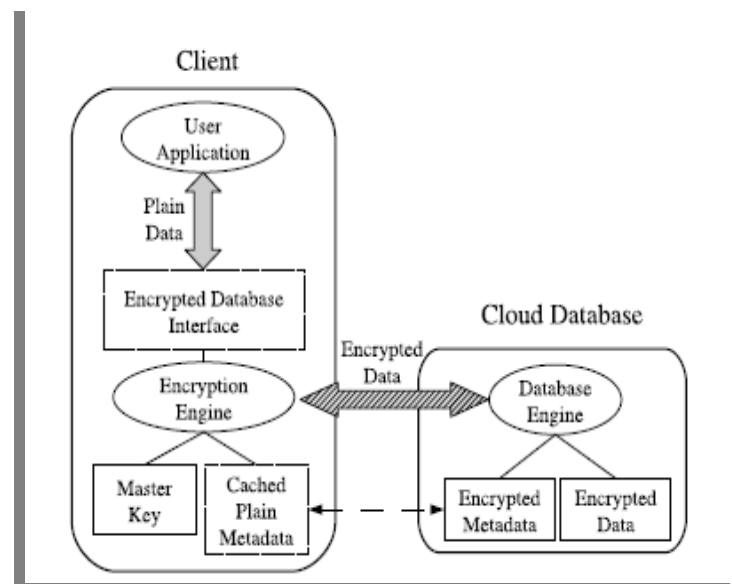 Client
User
Application
Plain
Data
Encrypted Database
Interface
Encryption
Engine
Master
Key
Cached
Plain
Metadata
Encrypted
Data
Cloud Database
Database
Engine
Encrypted
Metadata
Encrypted
Data